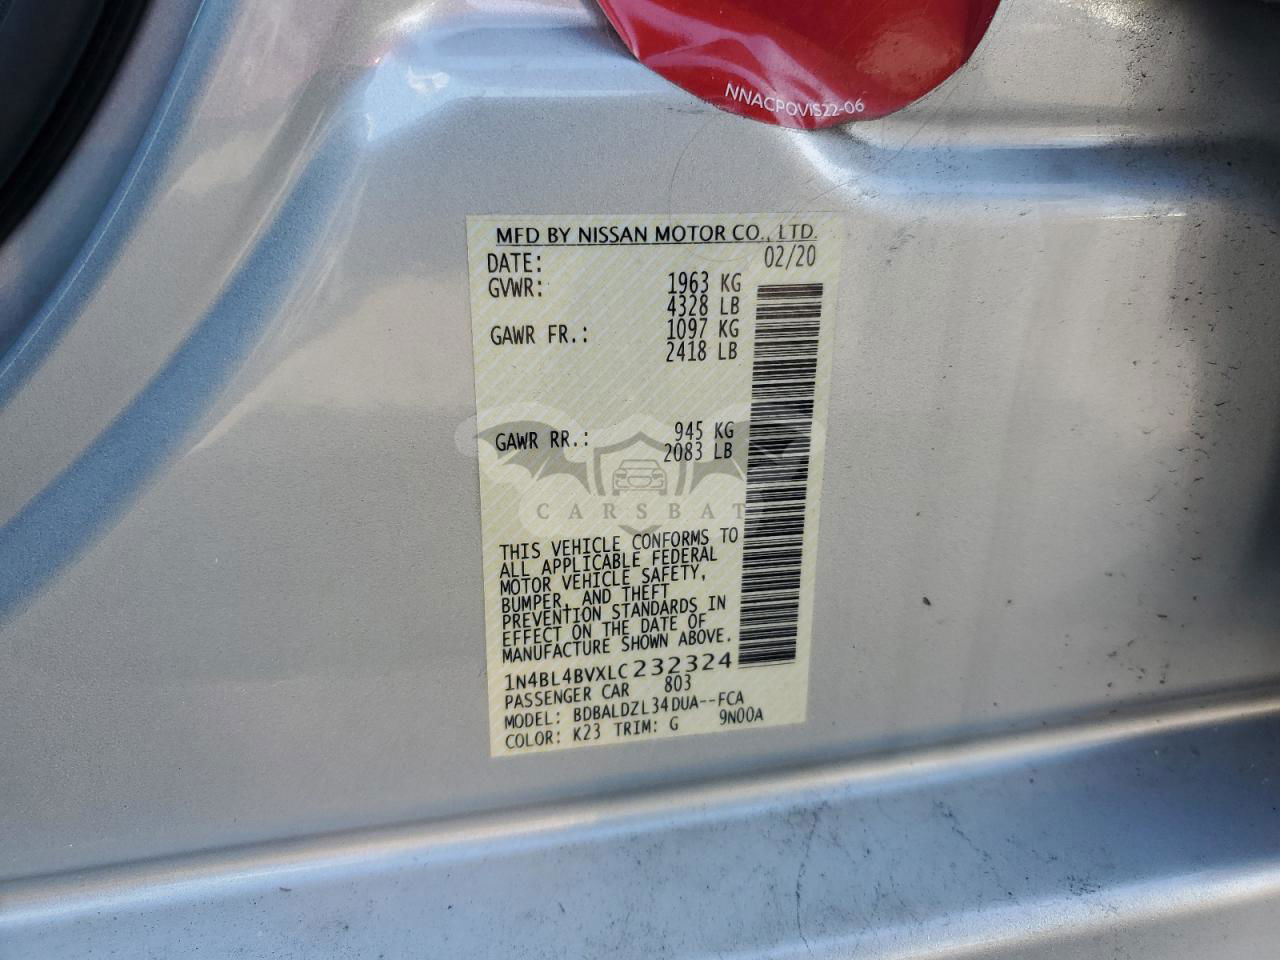 NNACPOVIS22-06
MFD BY NISSAN MOTOR CO., LTD.
DATE: 02/20
GVWR: 1963 KG
4328 LB
GAWR FR.: 1097 KG
2418 LB
GAWR RR.: 945 KG
2083 LB
CARSBAT
THIS VEHICLE CONFORMS TO
ALL APPLICABLE FEDERAL
MOTOR VEHICLE SAFETY,
BUMPER, AND THEFT
PREVENTION STANDARDS IN
EFFECT ON THE DATE OF
MANUFACTURE SHOWN ABOVE.
1N4BL4BVXLC232324
PASSENGER CAR 803
MODEL: BDBALDZL34DUA--FCA
COLOR: K23 TRIM: G 9N00A